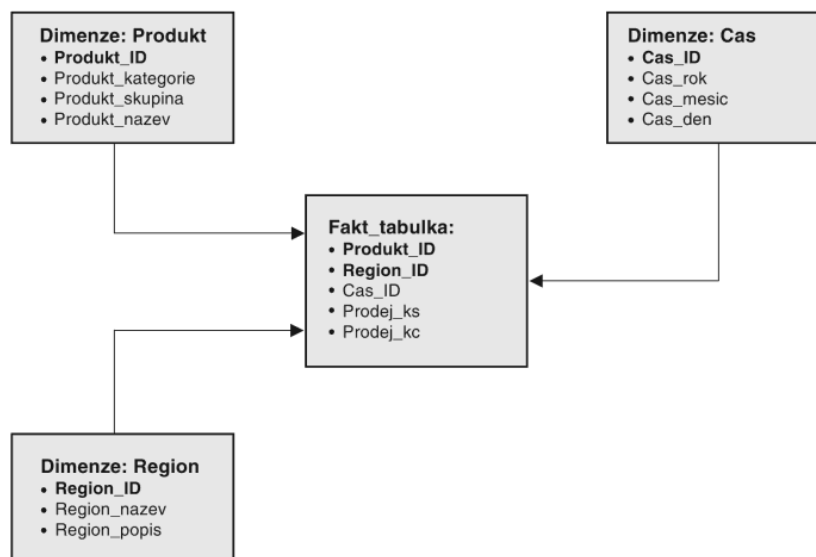 Dimenze: Produkt
• Produkt_ID
• Produkt_kategorie
• Produkt_skupina
• Produkt_nazev
Dimenze: Cas
• Cas_ID
• Cas_rok
• Cas_mesic
• Cas_den
Fakt_tabulka:
• Produkt_ID
• Region_ID
• Cas_ID
• Prodej_ks
• Prodej_kc
Dimenze: Region
• Region_ID
• Region_nazev
• Region_popis